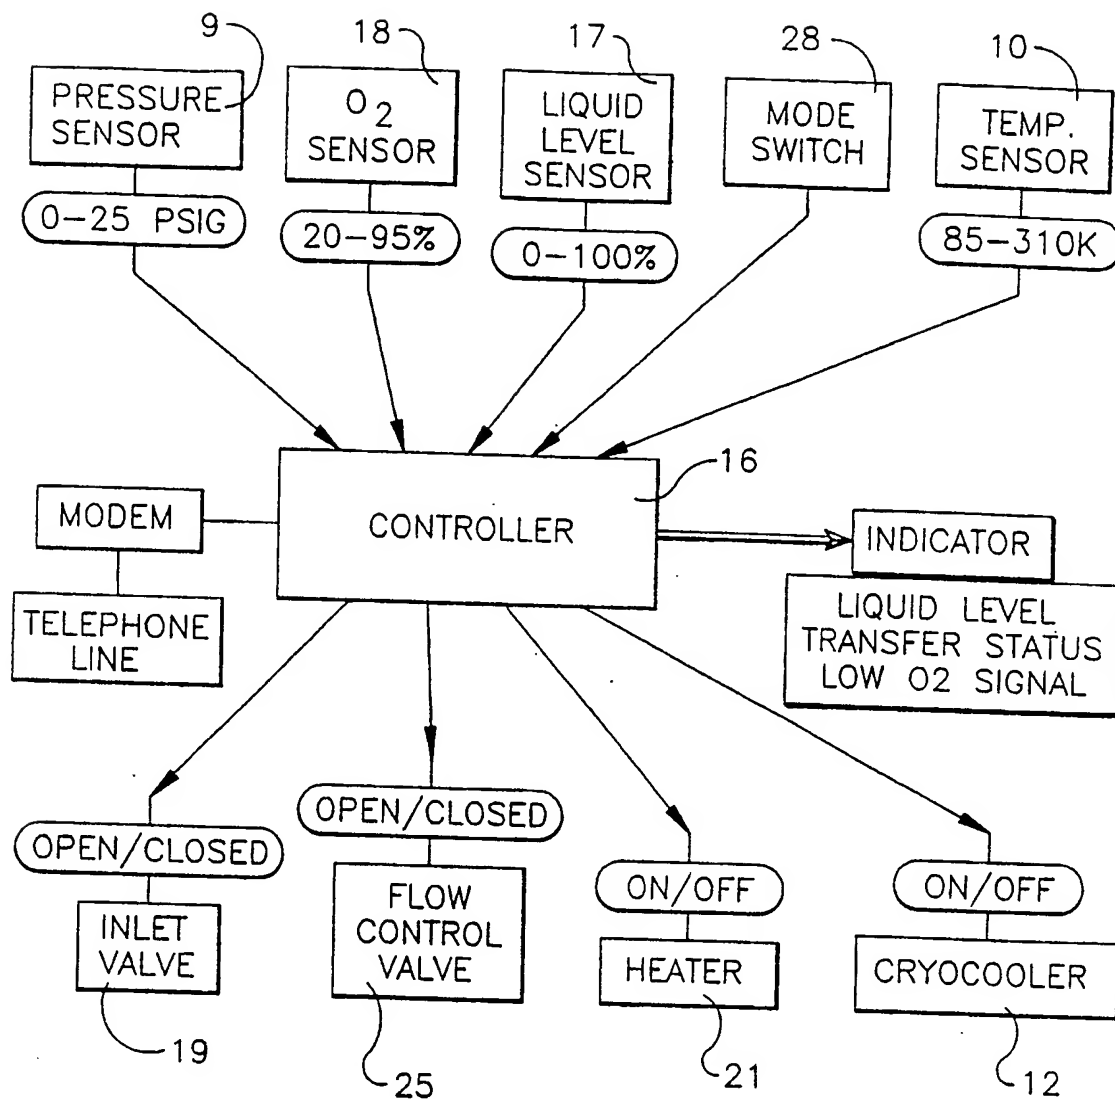 9
18
17
28
10
PRESSURE
SENSOR
O2
SENSOR
LIQUID
LEVEL
SENSOR
MODE
SWITCH
TEMP.
SENSOR
0-25 PSIG
20-95%
0-100%
85-310K
16
MODEM
CONTROLLER
INDICATOR
TELEPHONE
LINE
LIQUID LEVEL
TRANSFER STATUS
LOW O2 SIGNAL
OPEN/CLOSED
OPEN/CLOSED
ON/OFF
ON/OFF
INLET
VALVE
FLOW
CONTROL
VALVE
HEATER
CRYOCOOLER
19
25
21
12